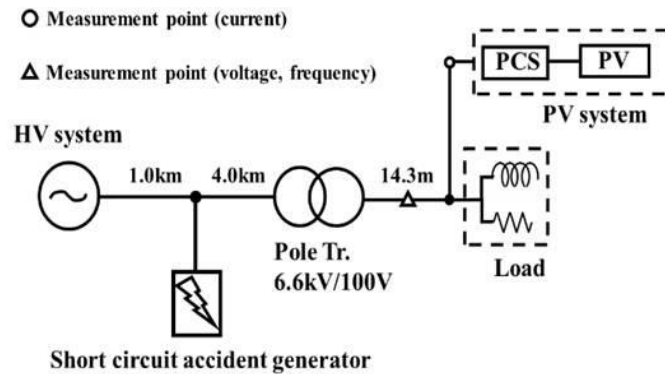 Measurement point (current)
Measurement point (voltage, frequency)
PCS
PV
PV system
HV system
1.0km
4.0km
14.3m
Pole Tr.
6.6kV/100V
Load
Short circuit accident generator